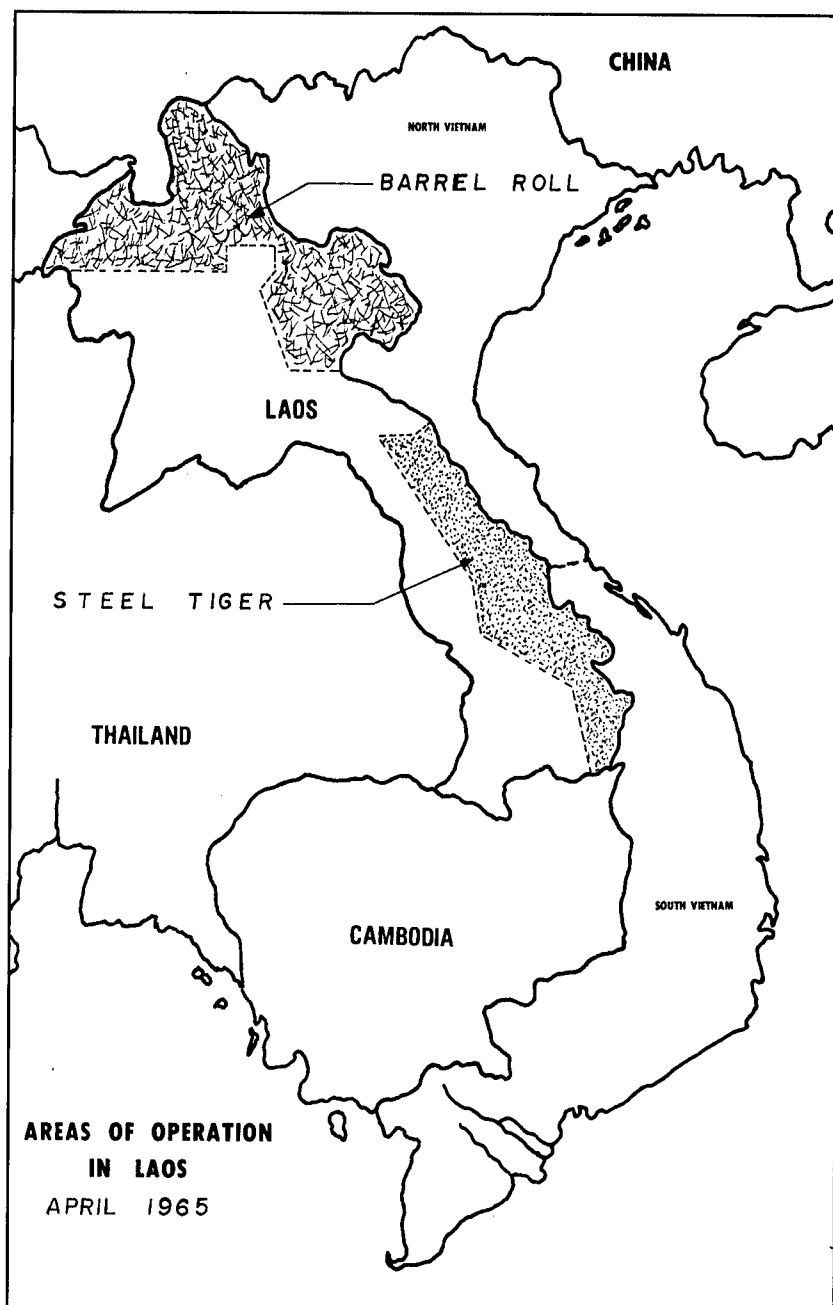 CHINA
NORTH VIETNAM
BARREL ROLL
LAOS
STEEL TIGER
THAILAND
SOUTH VIETNAM
CAMBODIA
AREAS OF OPERATION
IN LAOS
APRIL 1965